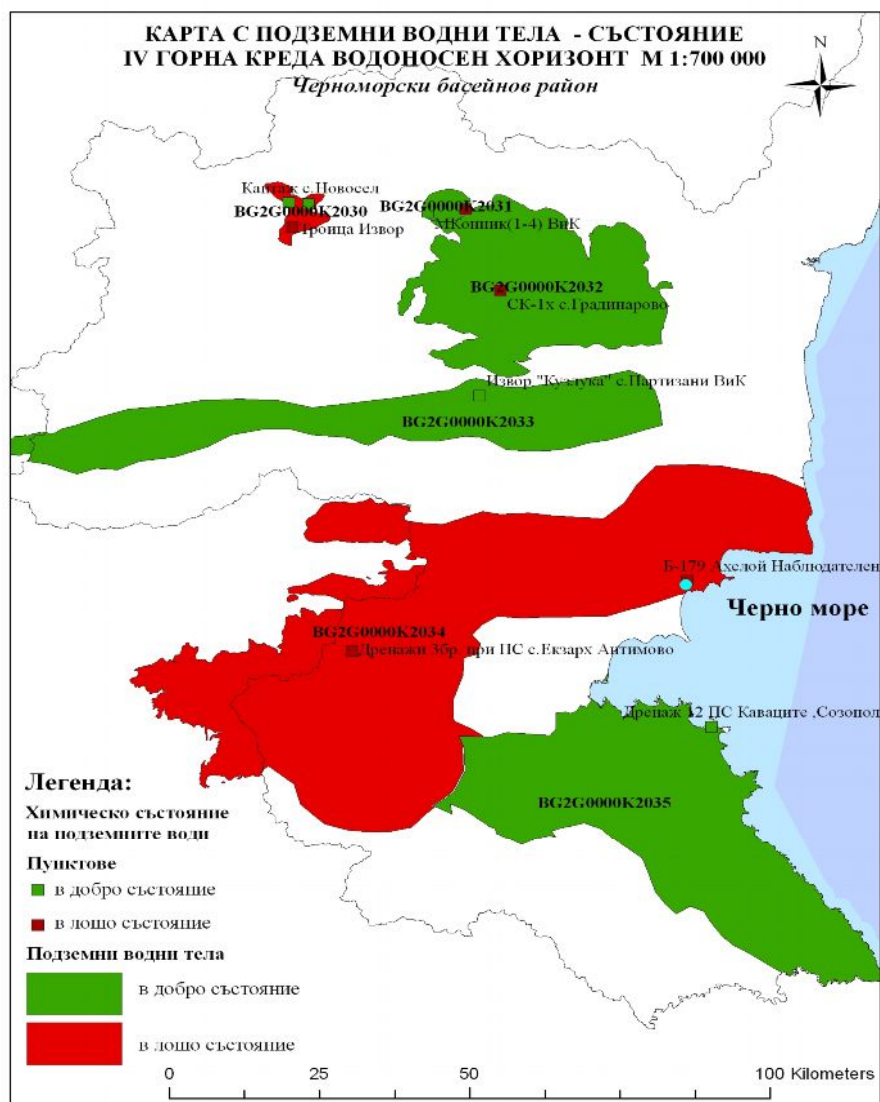 КАРТА С ПОДЗЕМНИ ВОДНИ ТЕЛА - СЪСТОЯНИЕ
IV ГОРНА КРЕДА ВОДОНОСЕН ХОРИЗОНТ М 1:700 000
Черноморски басейнов район
N
Каптаж с.Новосел
BG2G0000K2030
Троица Извор
BG2G0000K2031
(1-4) ВиК
BG2G0000K2032
СК-1х с.Градинарово
Извор "Кузлука" с.Партизани ВиК
BG2G0000K2033
Б-179 Ахелой Наблюдателен
Черно море
BG2G0000K2034
Дренажи 3бр. при ПС с.Екзарх Антимово
Дренаж 12 ПС Каваците ,Созопол
BG2G0000K2035
Легенда:
Химическо състояние
на подземните води
Пунктове
в добро състояние
в лошо състояние
Подземни водни тела
в добро състояние
в лошо състояние
0 25 50 100 Kilometers